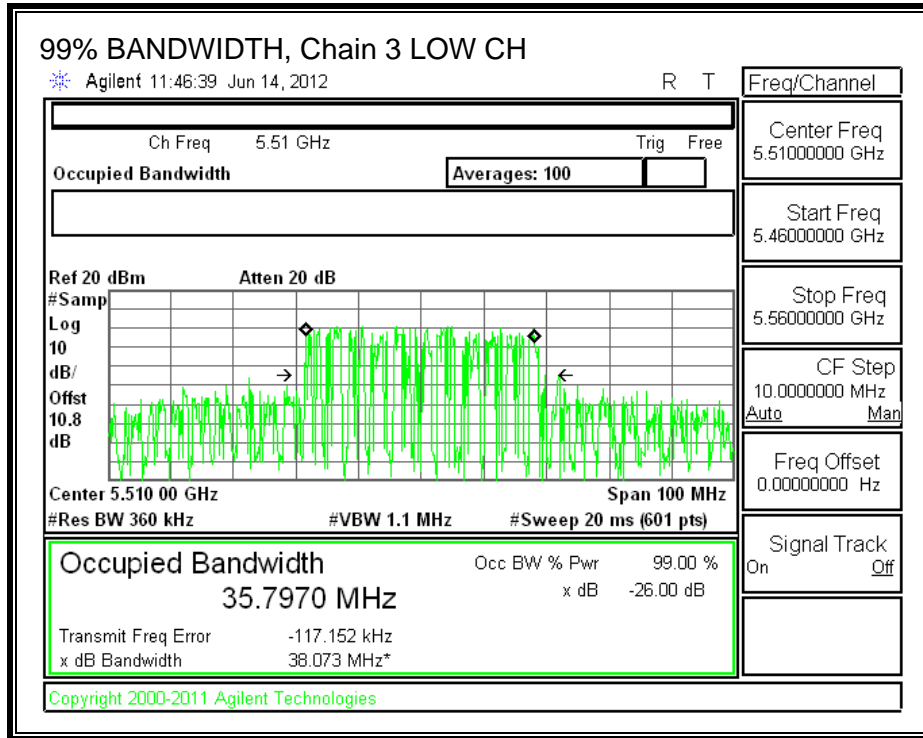 99% BANDWIDTH, Chain 3 LOW CH
Agilent 11:46:39 Jun 14, 2012 R T
Freq/Channel
Ch Freq 5.51 GHz Trig Free
Occupied Bandwidth Averages: 100
Center Freq
5.51000000 GHz
Start Freq
5.46000000 GHz
Stop Freq
5.56000000 GHz
CF Step
10.0000000 MHz
Auto Man
Freq Offset
0.00000000 Hz
Signal Track
On Off
Ref 20 dBm Atten 20 dB
#Samp
Log
10
dB/
Offst
10.8
dB
Center 5.510 00 GHz Span 100 MHz
#Res BW 360 kHz #VBW 1.1 MHz #Sweep 20 ms (601 pts)
Occupied Bandwidth Occ BW % Pwr 99.00 %
35.7970 MHz x dB -26.00 dB
Transmit Freq Error -117.152 kHz
x dB Bandwidth 38.073 MHz*
Copyright 2000-2011 Agilent Technologies